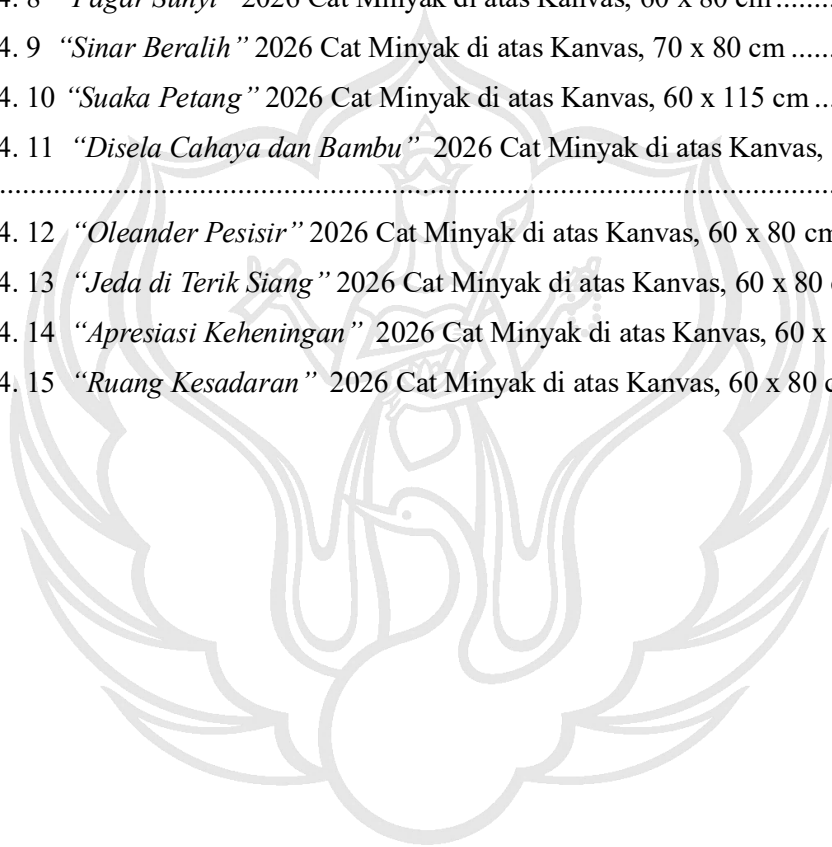 4. 8 “Pagar Sunyi” 2026 Cat Minyak di atas Kanvas, 60 x 80 cm.......
4. 9 “Sinar Beralih” 2026 Cat Minyak di atas Kanvas, 70 x 80 cm ......
4. 10 “Suaka Petang” 2026 Cat Minyak di atas Kanvas, 60 x 115 cm ...
4. 11 “Disela Cahaya dan Bambu” 2026 Cat Minyak di atas Kanvas,
....................................................................................................
4. 12 “Oleander Pesisir” 2026 Cat Minyak di atas Kanvas, 60 x 80 cm
4. 13 “Jeda di Terik Siang” 2026 Cat Minyak di atas Kanvas, 60 x 80
4. 14 “Apresiasi Keheningan” 2026 Cat Minyak di atas Kanvas, 60 x
4. 15 “Ruang Kesadaran” 2026 Cat Minyak di atas Kanvas, 60 x 80